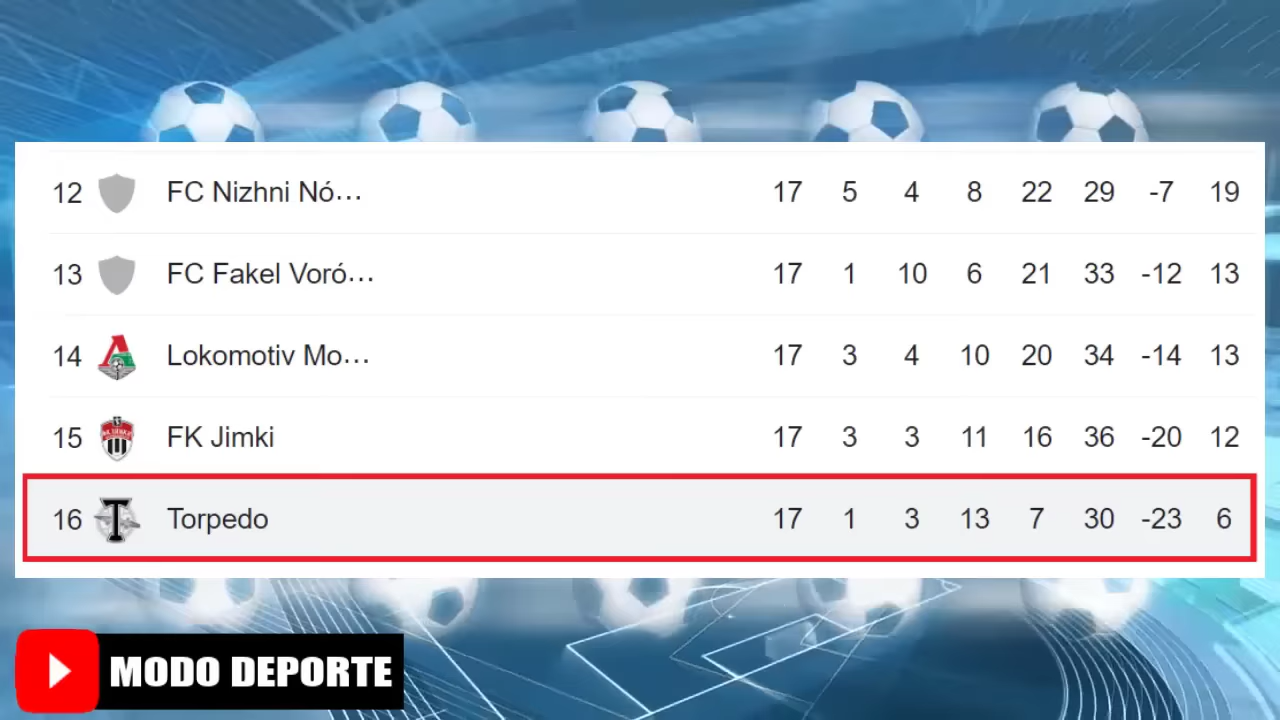 12 FC Nizhni Nó... 17 5 4 8 22 29 -7 19
13 FC Fakel Voró... 17 1 10 6 21 33 -12 13
14 Lokomotiv Mo... 17 3 4 10 20 34 -14 13
15 FK Jimki 17 3 3 11 16 36 -20 12
16 Torpedo 17 1 3 13 7 30 -23 6
MODO DEPORTE